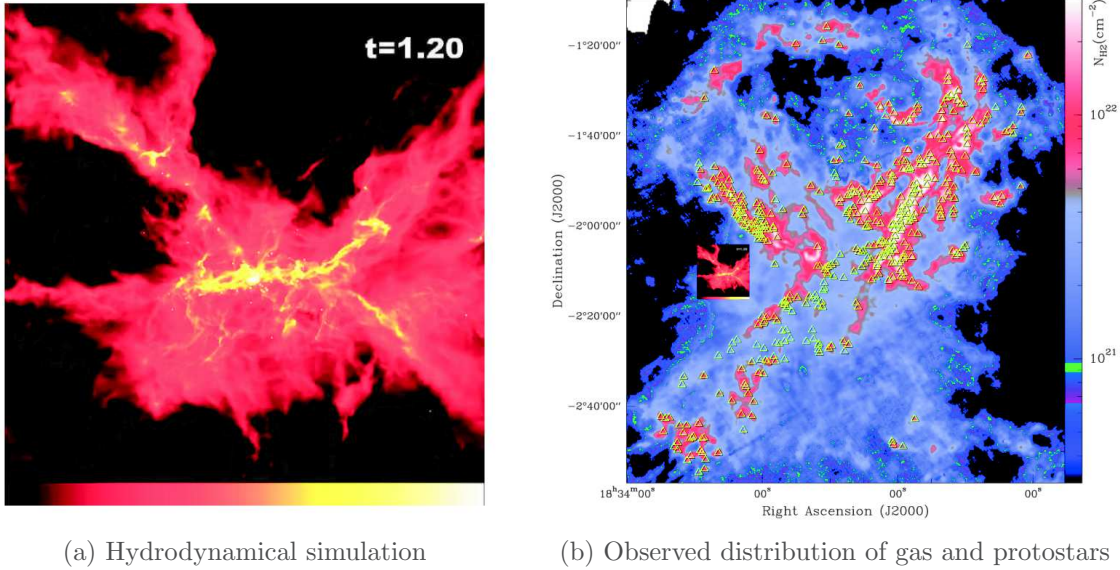 t=1.20
N_H2(cm⁻²)
10²²
10²¹
−1°20′00″
−1°40′00″
−2°00′00″
−2°20′00″
−2°40′00″
Declination (J2000)
18ʰ34ᵐ00ˢ
00ˢ
00ˢ
00ˢ
Right Ascension (J2000)
(a) Hydrodynamical simulation
(b) Observed distribution of gas and protostars